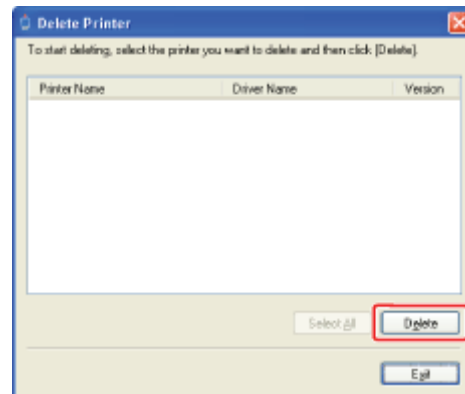 Delete Printer
To start deleting, select the printer you want to delete and then click [Delete].
Printer Name Driver Name Version
Select All Delete
Exit